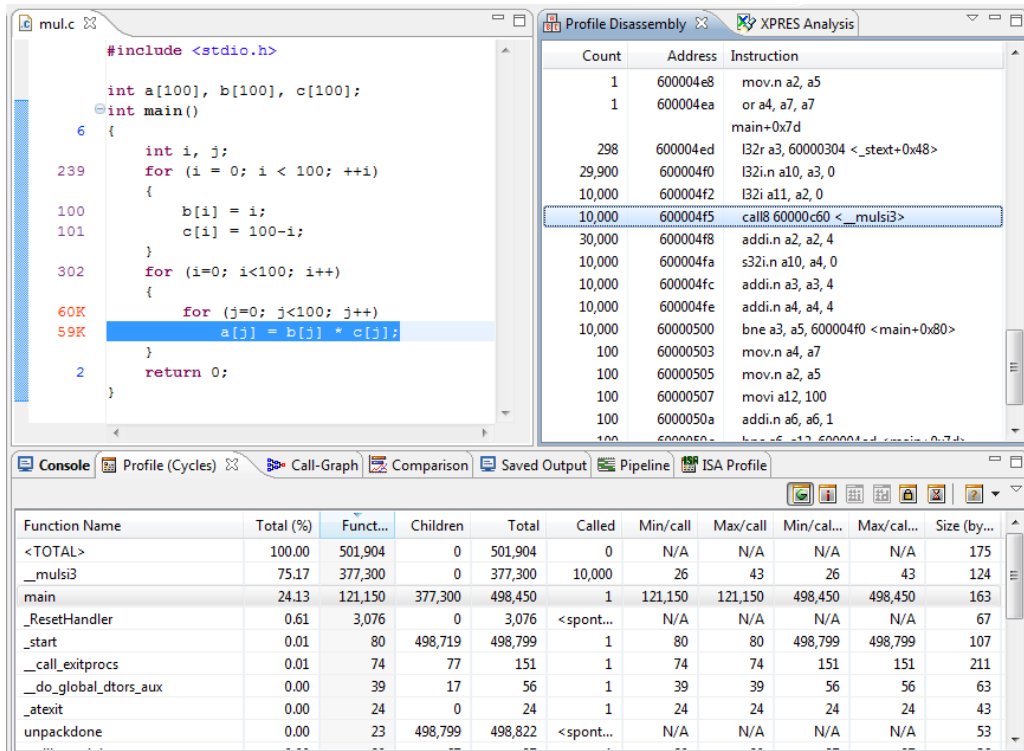 mul.c
#include <stdio.h>
int a[100], b[100], c[100];
int main()
6 {
int i, j;
239 for (i = 0; i < 100; ++i)
{
100 b[i] = i;
101 c[i] = 100-i;
}
302 for (i=0; i<100; i++)
{
60K for (j=0; j<100; j++)
59K a[j] = b[j] * c[j];
}
2 return 0;
}
Profile Disassembly XPRES Analysis
Count Address Instruction
1 600004e8 mov.n a2, a5
1 600004ea or a4, a7, a7
main+0x7d
298 600004ed l32r a3, 60000304 <_stext+0x48>
29,900 600004f0 l32i.n a10, a3, 0
10,000 600004f2 l32i a11, a2, 0
10,000 600004f5 call8 60000c60 <__mulsi3>
30,000 600004f8 addi.n a2, a2, 4
10,000 600004fa s32i.n a10, a4, 0
10,000 600004fc addi.n a3, a3, 4
10,000 600004fe addi.n a4, a4, 4
10,000 60000500 bne a3, a5, 600004f0 <main+0x80>
100 60000503 mov.n a4, a7
100 60000505 mov.n a2, a5
100 60000507 movi a12, 100
100 6000050a addi.n a6, a6, 1
Console Profile (Cycles) Call-Graph Comparison Saved Output Pipeline ISA Profile
Function Name Total (%) Funct... Children Total Called Min/call Max/call Min/cal... Max/cal... Size (by...
<TOTAL> 100.00 501,904 0 501,904 0 N/A N/A N/A N/A 175
__mulsi3 75.17 377,300 0 377,300 10,000 26 43 26 43 124
main 24.13 121,150 377,300 498,450 1 121,150 121,150 498,450 498,450 163
_ResetHandler 0.61 3,076 0 3,076 <spont... N/A N/A N/A N/A 67
_start 0.01 80 498,719 498,799 1 80 80 498,799 498,799 107
__call_exitprocs 0.01 74 77 151 1 74 74 151 151 211
__do_global_dtors_aux 0.00 39 17 56 1 39 39 56 56 63
_atexit 0.00 24 0 24 1 24 24 24 24 43
unpackdone 0.00 23 498,799 498,822 <spont... N/A N/A N/A N/A 53